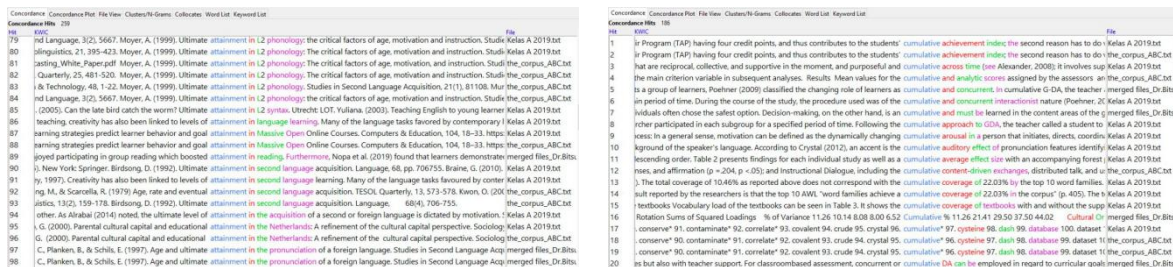 Concordance Concordance Plot File View Clusters/N-Grams Collocates Word List Keyword List
Concordance Hits 259
Hit KWIC File
79 nd Language, 3(2), 5667. Moyer, A. (1999). Ultimate attainment in L2 phonology: the critical factors of age, motivation and instruction. Studie Kelas A 2019.txt
80 olinguistics, 21, 395-423. Moyer, A. (1999). Ultimate attainment in L2 phonology: The critical factors of age, motivation and instruction. Studi the_corpus_ABC.txt
81 casting_White_Paper.pdf Moyer, A. (1999). Ultimate attainment in L2 phonology: The critical factors of age, motivation, and instruction. Studi the_corpus_ABC.txt
82 . Quarterly, 25, 481-520. Moyer, A. (1999). Ultimate attainment in L2 phonology: The critical factors of age, motivation and instruction. Studi the_corpus_ABC.txt
83 s & Technology, 48, 1-22. Moyer, A. (1999). Ultimate attainment in L2 phonology. Studies in Second Language Acquisition, 21(1), 81108. Mur the_corpus_ABC.txt
84 nd Language, 3(2), 5667. Moyer, A. (1999). Ultimate attainment in L2 phonology: the critical factors of age, motivation and instruction. Studie the_corpus_ABC.txt
85 . (2005). Can the late bird catch the worm? Ultimate attainment in L2 syntax. Utrecht: LOT. Yuliana. (2003). Teaching English to young learner Kelas A 2019.txt
86 teaching, creativity has also been linked to levels of attainment in language learning. Many of the language tasks favored by contemporary l Kelas A 2019.txt
87 earning strategies predict learner behavior and goal attainment in Massive Open Online Courses. Computers & Education, 104, 18–33. https: Kelas A 2019.txt
88 earning strategies predict learner behavior and goal attainment in Massive Open Online Courses. Computers & Education, 104, 18–33. https: the_corpus_ABC.txt
89 joyed participating in group reading which boosted attainment in reading. Furthermore, Nopa et al. (2019) found that learners demonstrate merged files_Dr.Bitsu
90 ). New York: Springer. Birdsong, D. (1992). Ultimate attainment in second language acquisition. Language, 68, pp. 706755. Braine, G. (2010). Kelas A 2019.txt
91 y, 1997). Creativity has also been linked to levels of attainment in second language learning. Many of the language tasks favoured by contemr Kelas A 2019.txt
92 ng, M., & Scarcella, R. (1979) Age, rate and eventual attainment in second language acquisition. TESOL Quarterly, 13, 573-578. Kwon, O. (200 the_corpus_ABC.txt
93 istics, 13(2), 159-178. Birdsong, D. (1992). Ultimate attainment in second language acquisition. Language, 68(4), 706-755. the_corpus_ABC.txt
94 other. As Alrabai (2014) noted, the ultimate level of attainment in the acquisition of a second or foreign language is dictated by motivation. Kelas A 2019.txt
95 . G. (2000). Parental cultural capital and educational attainment in the Netherlands: A refinement of the cultural capital perspective. Sociology Kelas A 2019.txt
96 G. (2000). Parental cultural capital and educational attainment in the Netherlands: A refinement of the cultural capital perspective. Sociology the_corpus_ABC.txt
97 C., Planken, B., & Schils, E. (1997). Age and ultimate attainment in the pronunciation of a foreign language. Studies in Second Language Acqu Kelas A 2019.txt
98 C., Planken, B., & Schils, E. (1997). Age and ultimate attainment in the pronunciation of a foreign language. Studies in Second Language Acqui the_corpus_ABC.txt
Concordance Concordance Plot File View Clusters/N-Grams Collocates Word List Keyword List
Concordance Hits 186
Hit KWIC File
1 ir Program (TAP) having four credit points, and thus contributes to the students' cumulative achievement index; the second reason has to do Kelas A 2019.txt
2 ir Program (TAP) having four credit points, and thus contributes to the students' cumulative achievement index; the second reason has to do the_corpus_ABC.txt
3 that are reciprocal, collective, and supportive and in the moment, and purposeful and cumulative across time (see Alexander, 2008); it involves sup Kelas A 2019.txt
4 the main criterion variable in subsequent analyses. Results Mean values for the cumulative and analytic scores assigned by the assessors an the_corpus_ABC.txt
5 ts a group of learners, Poehner (2009) classified the changing role of learners as cumulative and concurrent. In cumulative G-DA, the teacher Kelas A 2019.txt
6 in period of time. During the course of the study, the procedure used was of the cumulative and concurrent interactionist nature (Poehner, 20 Kelas A 2019.txt
7 ividuals often chose the safest option. Decision-making, on the other hand, is an cumulative and must be learned in the content areas of the g merged files_Dr.Bits
8 rcher participated in each subgroup for a specified period of time. Following the cumulative approach to GDA, the teacher called a student to Kelas A 2019.txt
9 ocess: In a general sense, motivation can be defined as the dynamically changing cumulative arousal in a person that initiates, directs, coordin Kelas A 2019.txt
10 kground of the speaker's language. According to Crystal (2012), an accent is the cumulative auditory effect of pronunciation features identify Kelas A 2019.txt
11 descending order. Table 2 presents findings for each individual study as well as a cumulative average effect size with an accompanying forest Kelas A 2019.txt
12 nses, and affirmation (p =.204, p <.05); and Instructional Dialogue, including the cumulative content-driven exchanges, distributed talk, and u the_corpus_ABC.txt
13 ). The total coverage of 10.46% as reported above does not correspond with the cumulative coverage of 22.03% by the top 10 word families. Kelas A 2019.txt
14 sult reported by the researchers is that the top 10 AWL "word families achieve a cumulative coverage of 22.03% in the corpus" (p. 405). The to Kelas A 2019.txt
15 textbooks Vocabulary load of the textbooks can be seen in Table 3. It shows the cumulative coverage of textbooks with and without the supp Kelas A 2019.txt
16 Rotation Sums of Squared Loadings % of Variance 11.26 10.14 8.08 8.00 6.52 Cumulative % 11.26 21.41 29.50 37.50 44.02 Cultural Or merged files_Dr.Bits
17 . conserve* 91. contaminate* 92. correlate* 93. covalent 94. crude 95. crystal 96. cumulative* 97. cysteine 98. dash 99. database 100. dataset Kelas A 2019.txt
18 . conserve* 90. contaminate* 92. correlate* 93. covalent 94. crude 95. crystal 96. cumulative* 97. cysteine 98. dash 99. database 10 the_corpus_ABC.txt
19 . conserve* 91. contaminate* 92. correlate* 93. covalent 94. crude 95. crystal 96. cumulative* 97. cysteine 98. dash 99. dataset 10 the_corpus_ABC.txt
20 es but also with teacher support. For classroombased assessment, concurrent or cumulative DA can be employed in regard to curricular goals merged files_Dr.Bits